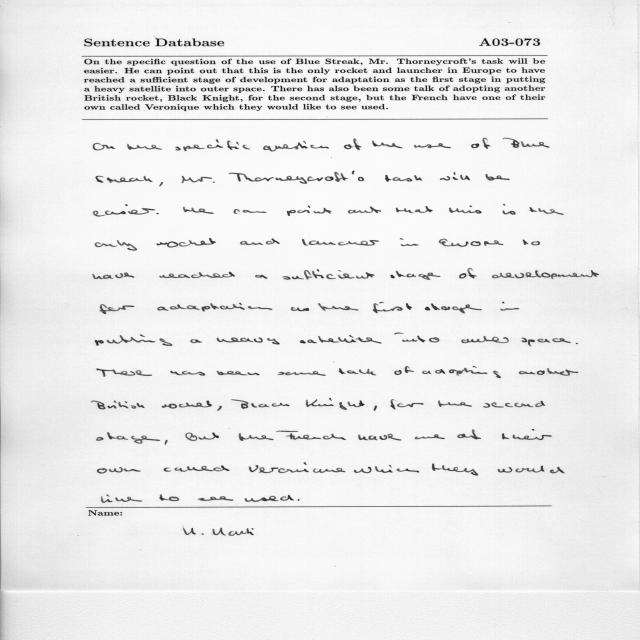 Sentence Database A03-073
On the specific question of the use of Blue Streak, Mr. Thorneycroft's task will be
easier. He can point out that this is the only rocket and launcher in Europe to have
reached a sufficient stage of development for adaptation as the first stage in putting
a heavy satellite into outer space. There has also been some talk of adopting another
British rocket, Black Knight, for the second stage, but the French have one of their
own called Veronique which they would like to see used.
On the specific question of the use of Blue
Streak, Mr. Thorneycroft's task will be
easier. He can point out that this is the
only rocket and launcher in Europe to
have reached a sufficient stage of development
for adaptation as the first stage in
putting a heavy satellite into outer space.
There has been some talk of adopting another
British rocket, Black Knight, for the second
stage, but the French have one of their
own called Veronique which they would
like to see used.
Name:
U. Marti